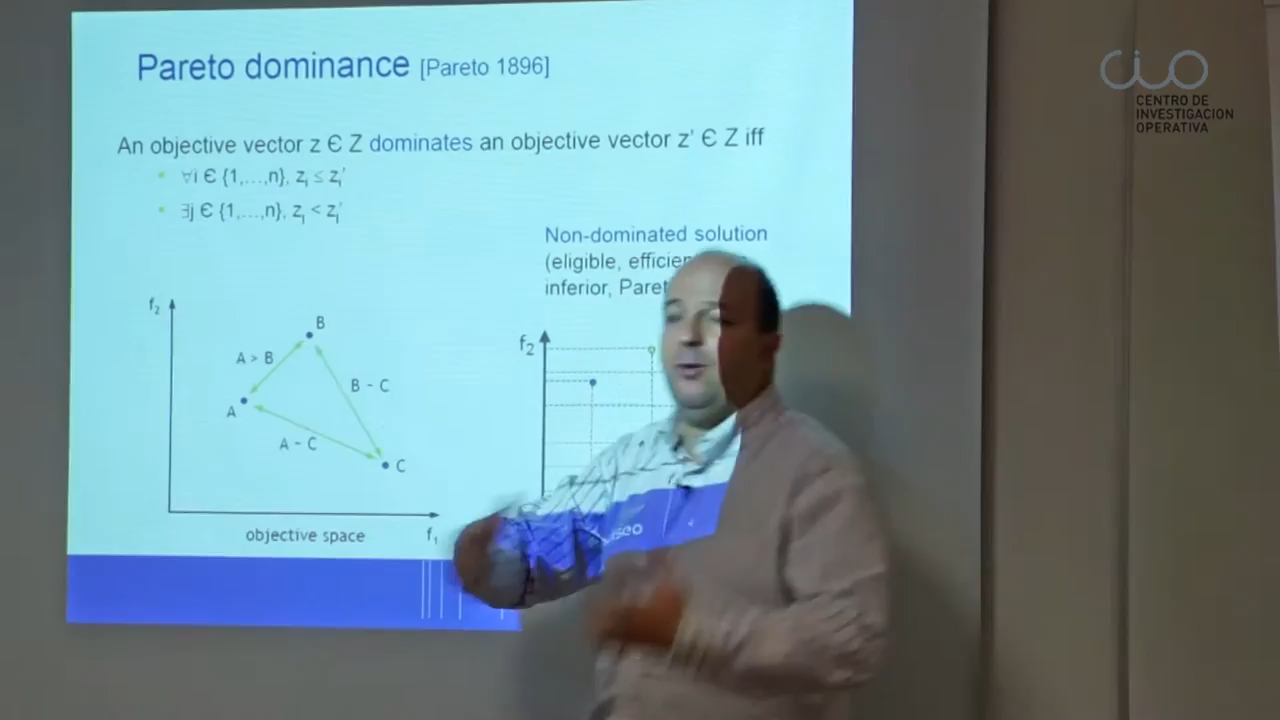 Pareto dominance [Pareto 1896]
An objective vector z Є Z dominates an objective vector z' Є Z iff
∀i Є {1,...,n}, zᵢ ≤ zᵢ'
∃j Є {1,...,n}, zⱼ < zⱼ'
Non-dominated solution
(eligible, efficien
inferior, Paret
f₂
B
A > B
B - C
A
A - C
C
objective space
f₁
f₂
CIO
CENTRO DE
INVESTIGACION
OPERATIVA